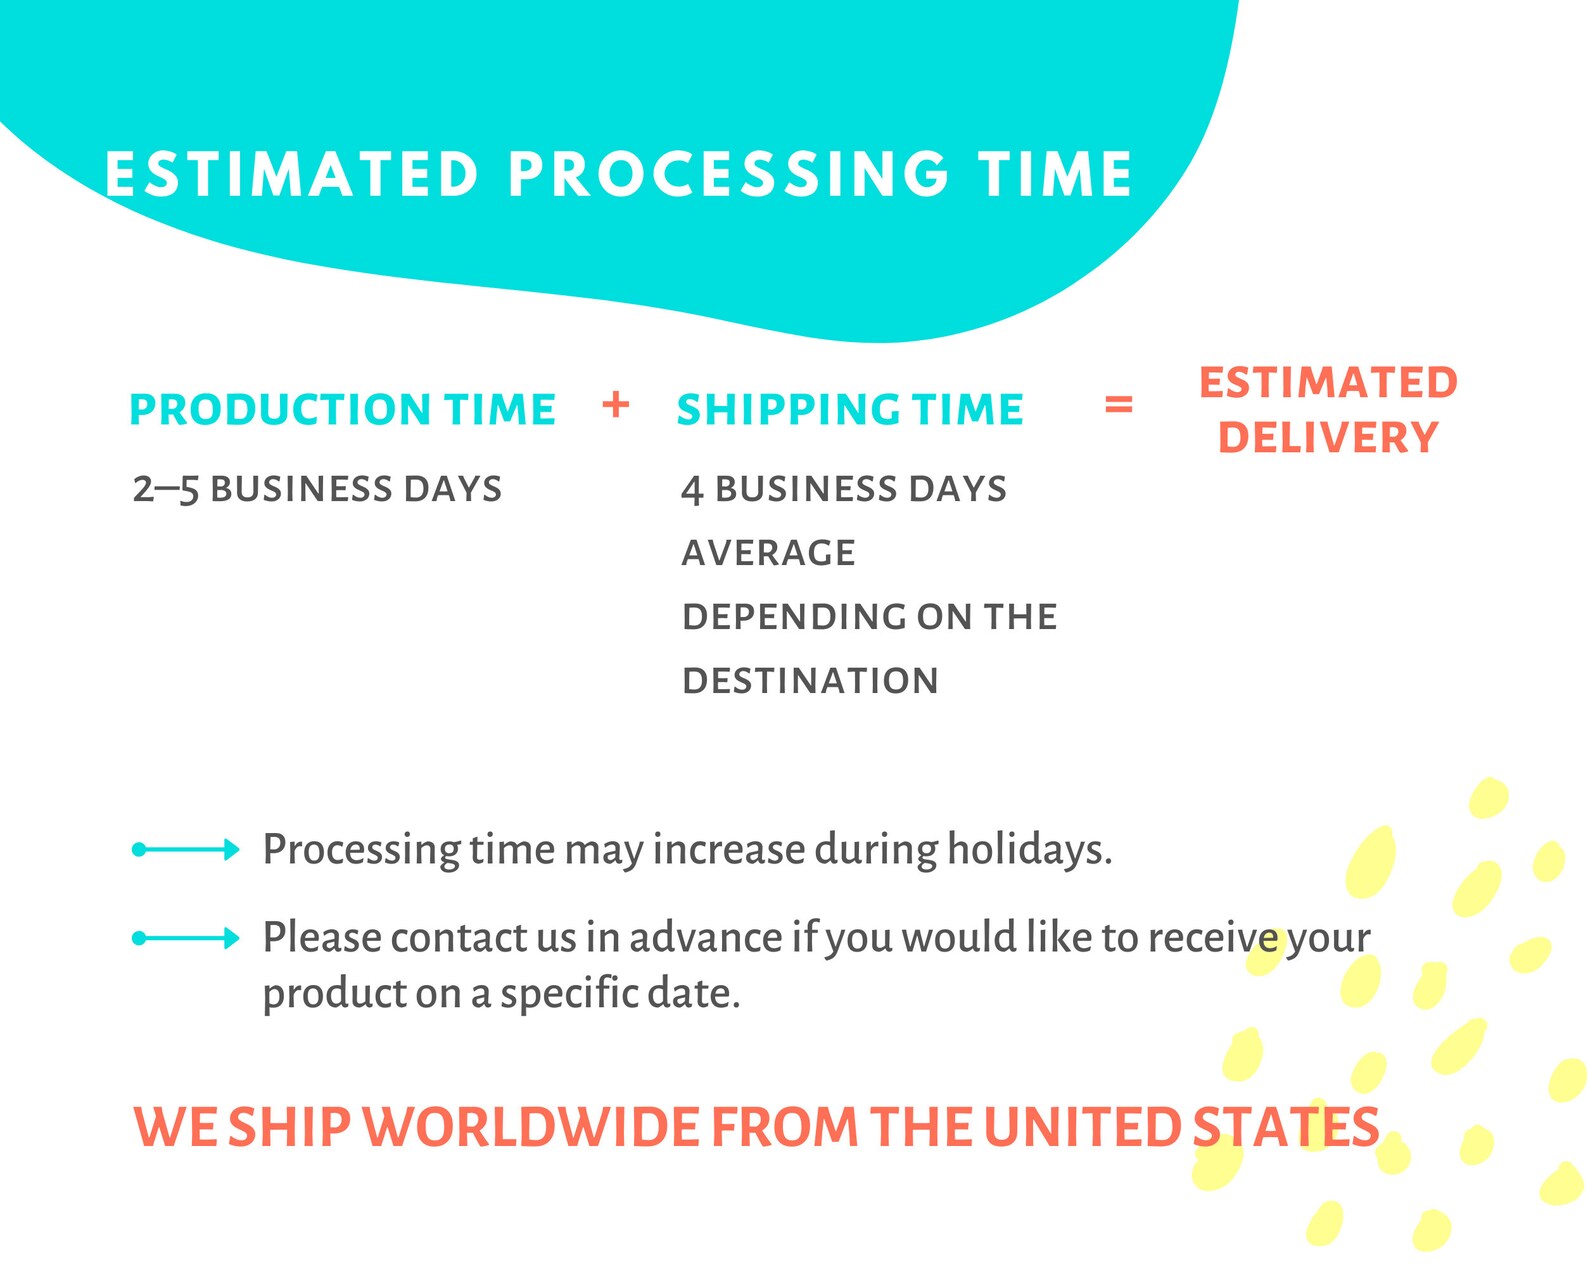 ESTIMATED PROCESSING TIME
PRODUCTION TIME + SHIPPING TIME = ESTIMATED DELIVERY
2–5 BUSINESS DAYS
4 BUSINESS DAYS
AVERAGE
DEPENDING ON THE
DESTINATION
Processing time may increase during holidays.
Please contact us in advance if you would like to receive your
product on a specific date.
WE SHIP WORLDWIDE FROM THE UNITED STATES